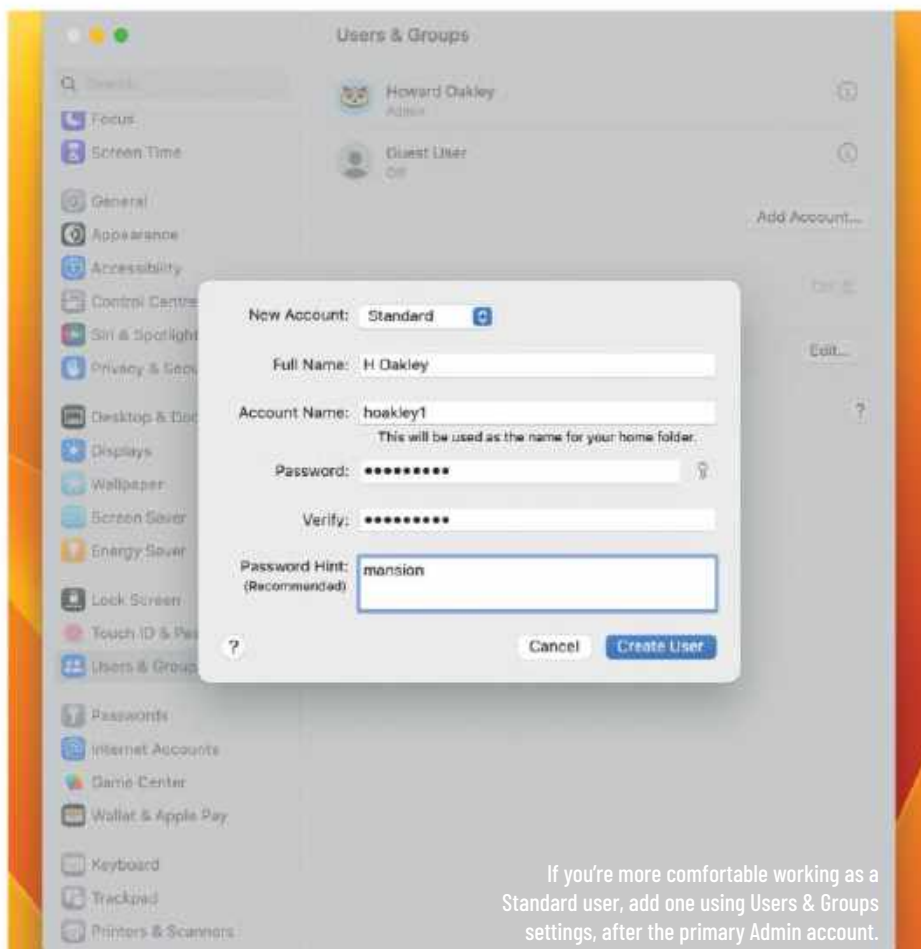 Users & Groups
Howard Oakley
Admin
Guest User
Off
Add Account...
Focus
Screen Time
General
Appearance
Accessibility
Control Centre
Siri & Spotlight
Privacy & Secu
Desktop & Doc
Displays
Wallpaper
Screen Saver
Energy Saver
Lock Screen
Touch ID & Pas
Users & Group
Passwords
Internet Accounts
Game Center
Wallet & Apple Pay
Keyboard
Trackpad
Printers & Scanners
Edit...
?
New Account: Standard
Full Name: H Oakley
Account Name: hoakley1
This will be used as the name for your home folder.
Password: •••••••••
Verify: •••••••••
Password Hint: mansion
(Recommended)
?
Cancel
Create User
If you're more comfortable working as a
Standard user, add one using Users & Groups
settings, after the primary Admin account.